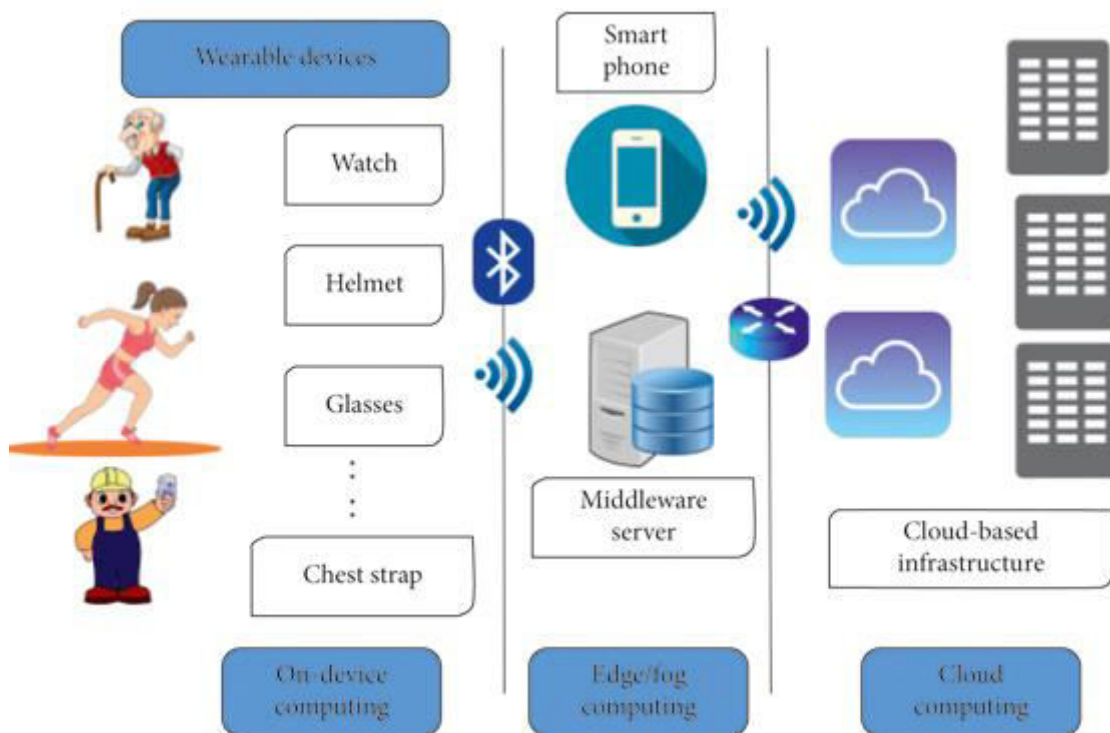 Wearable devices
Watch
Helmet
Glasses
Chest strap
On-device
computing
Smart
phone
Middleware
server
Edge/fog
computing
Cloud-based
infrastructure
Cloud
computing